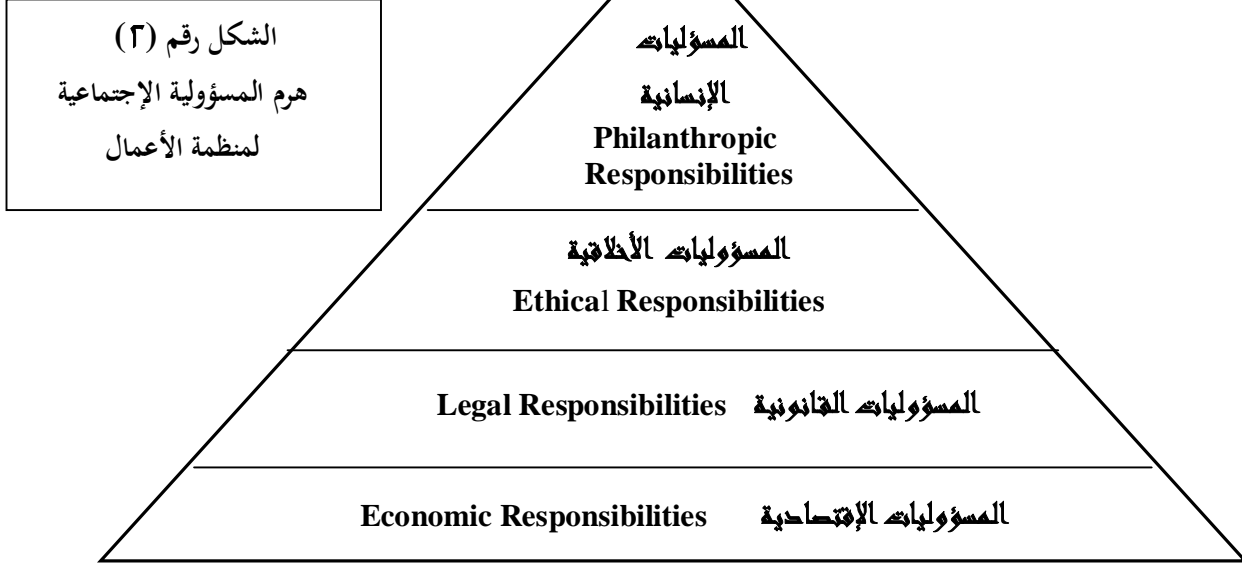 الشكل رقم (٢)
هرم المسؤولية الإجتماعية
لمنظمة الأعمال
المسؤليات
الإنسانية
Philanthropic
Responsibilities
المسؤوليات الأخلاقية
Ethical Responsibilities
Legal Responsibilities المسؤوليات القانونية
Economic Responsibilities المسؤوليات الإقتصادية